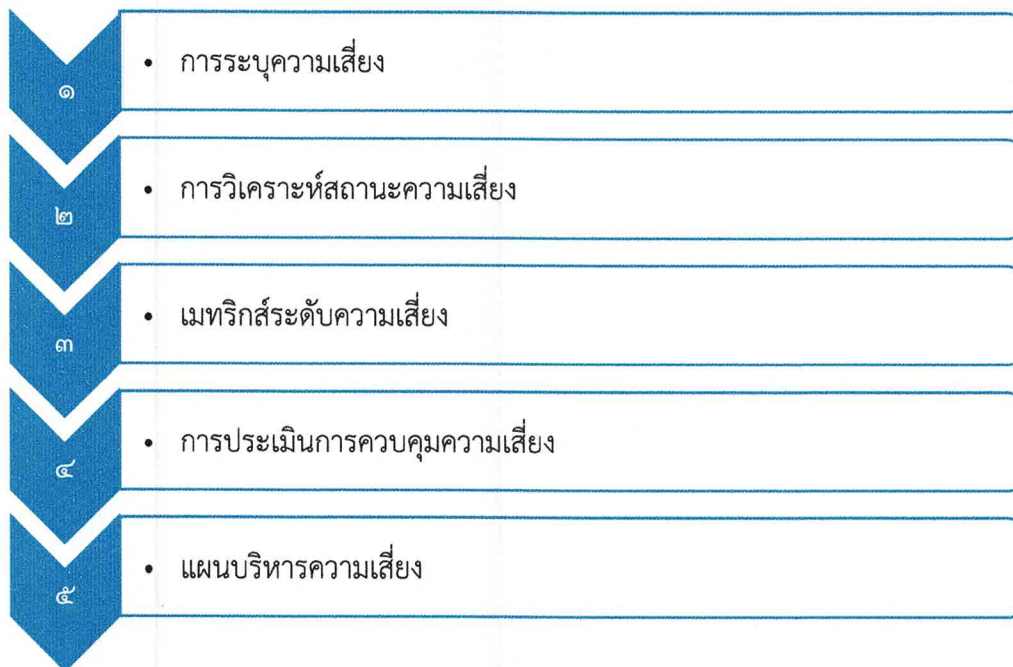 ๑
• การระบุความเสี่ยง
๒
• การวิเคราะห์สถานะความเสี่ยง
๓
• เมทริกส์ระดับความเสี่ยง
๔
• การประเมินการควบคุมความเสี่ยง
๕
• แผนบริหารความเสี่ยง